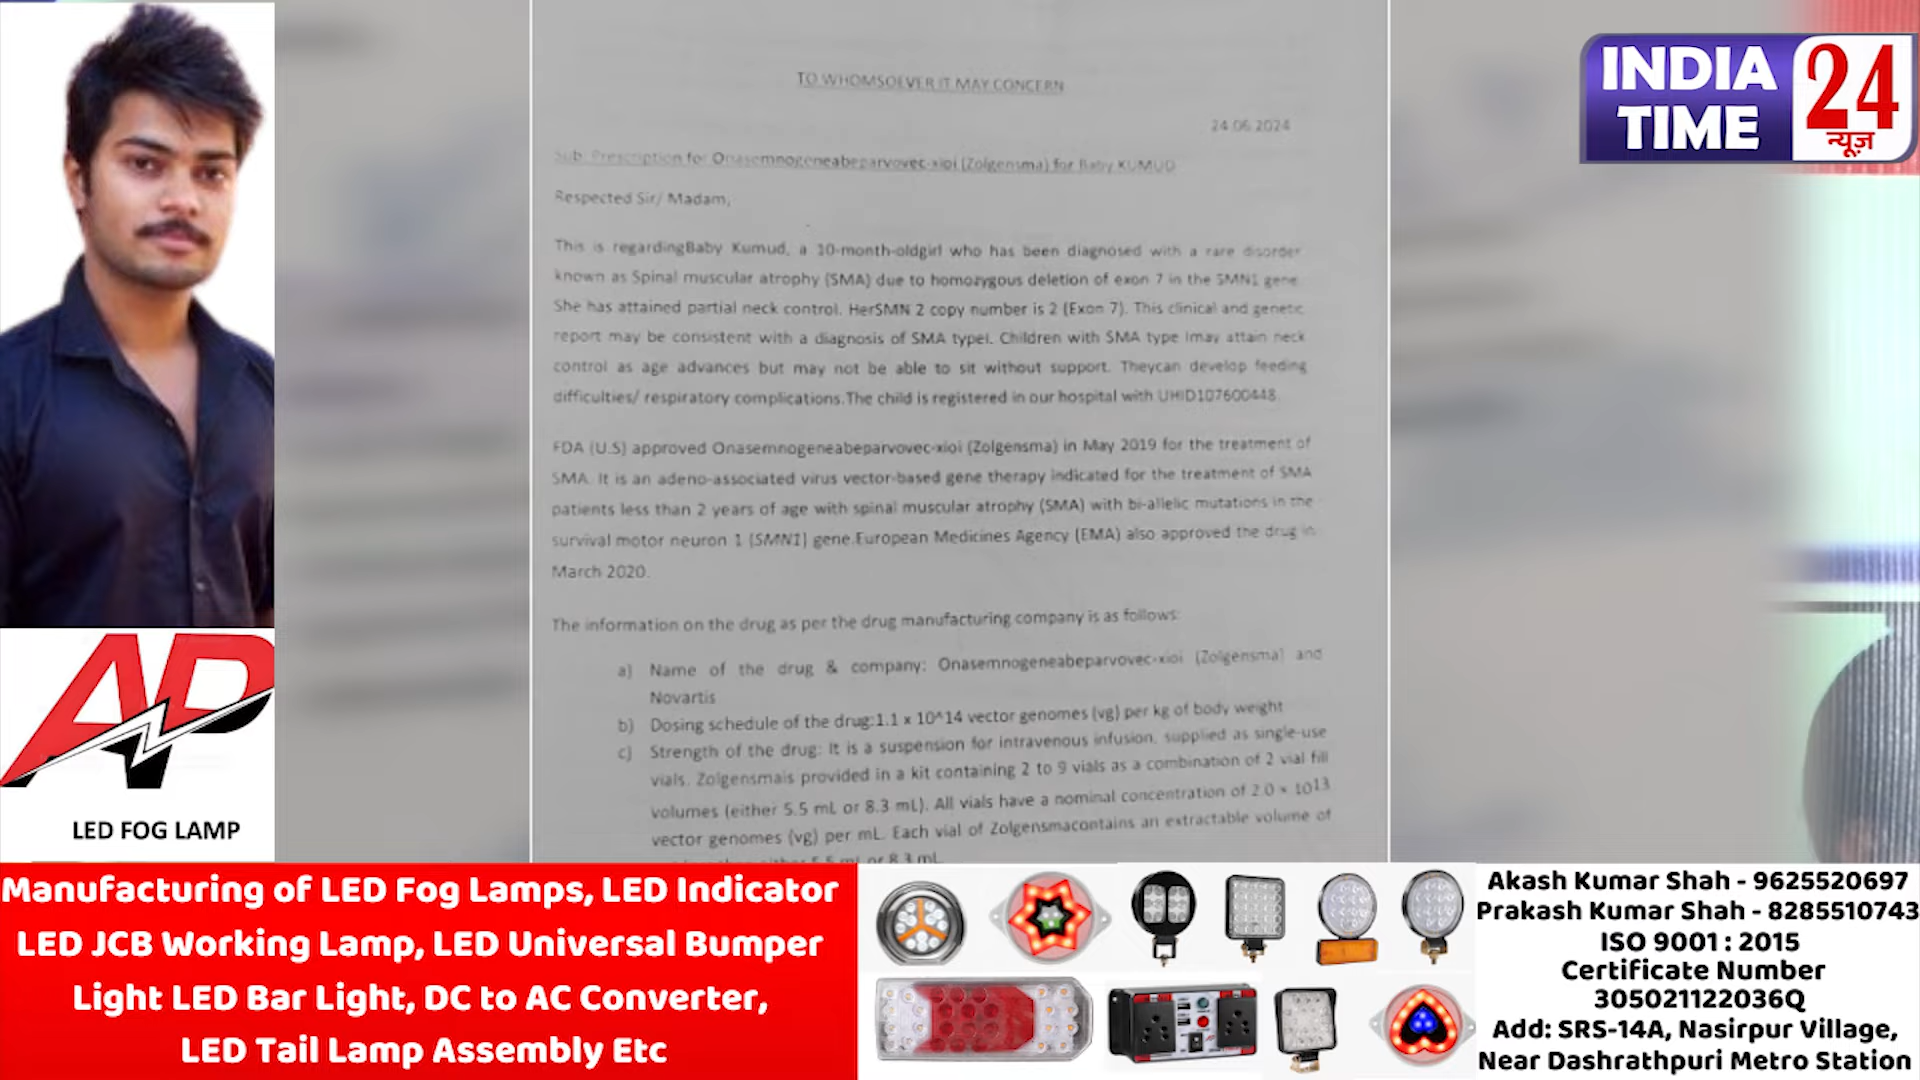 INDIA
TIME
24
न्यूज़
TO WHOMSOEVER IT MAY CONCERN
24.06.2024
Sub: Prescription for Onasemnogeneabeparvovec-xioi (Zolgensma) for Baby KUMUD
Respected Sir/ Madam,
This is regardingBaby Kumud, a 10-month-oldgirl who has been diagnosed with a rare disorder
known as Spinal muscular atrophy (SMA) due to homozygous deletion of exon 7 in the SMN1 gene.
She has attained partial neck control. HerSMN 2 copy number is 2 (Exon 7). This clinical and genetic
report may be consistent with a diagnosis of SMA typeI. Children with SMA type Imay attain neck
control as age advances but may not be able to sit without support. Theycan develop feeding
difficulties/ respiratory complications.The child is registered in our hospital with UHID107600448.
FDA (U.S) approved Onasemnogeneabeparvovec-xioi (Zolgensma) in May 2019 for the treatment of
SMA. It is an adeno-associated virus vector-based gene therapy indicated for the treatment of SMA
patients less than 2 years of age with spinal muscular atrophy (SMA) with bi-allelic mutations in the
survival motor neuron 1 (SMN1) gene.European Medicines Agency (EMA) also approved the drug in
March 2020.
The information on the drug as per the drug manufacturing company is as follows:
a) Name of the drug & company: Onasemnogeneabeparvovec-xioi (Zolgensma) and
Novartis
b) Dosing schedule of the drug:1.1 x 10^14 vector genomes (vg) per kg of body weight
c) Strength of the drug: It is a suspension for intravenous infusion, supplied as single-use
vials. Zolgensmais provided in a kit containing 2 to 9 vials as a combination of 2 vial fill
volumes (either 5.5 mL or 8.3 mL). All vials have a nominal concentration of 2.0 × 10¹³
vector genomes (vg) per mL. Each vial of Zolgensmacontains an extractable volume of
either 5.5 mL or 8.3 mL
AP
LED FOG LAMP
Manufacturing of LED Fog Lamps, LED Indicator
LED JCB Working Lamp, LED Universal Bumper
Light LED Bar Light, DC to AC Converter,
LED Tail Lamp Assembly Etc
Akash Kumar Shah - 9625520697
Prakash Kumar Shah - 8285510743
ISO 9001 : 2015
Certificate Number
305021122036Q
Add: SRS-14A, Nasirpur Village,
Near Dashrathpuri Metro Station